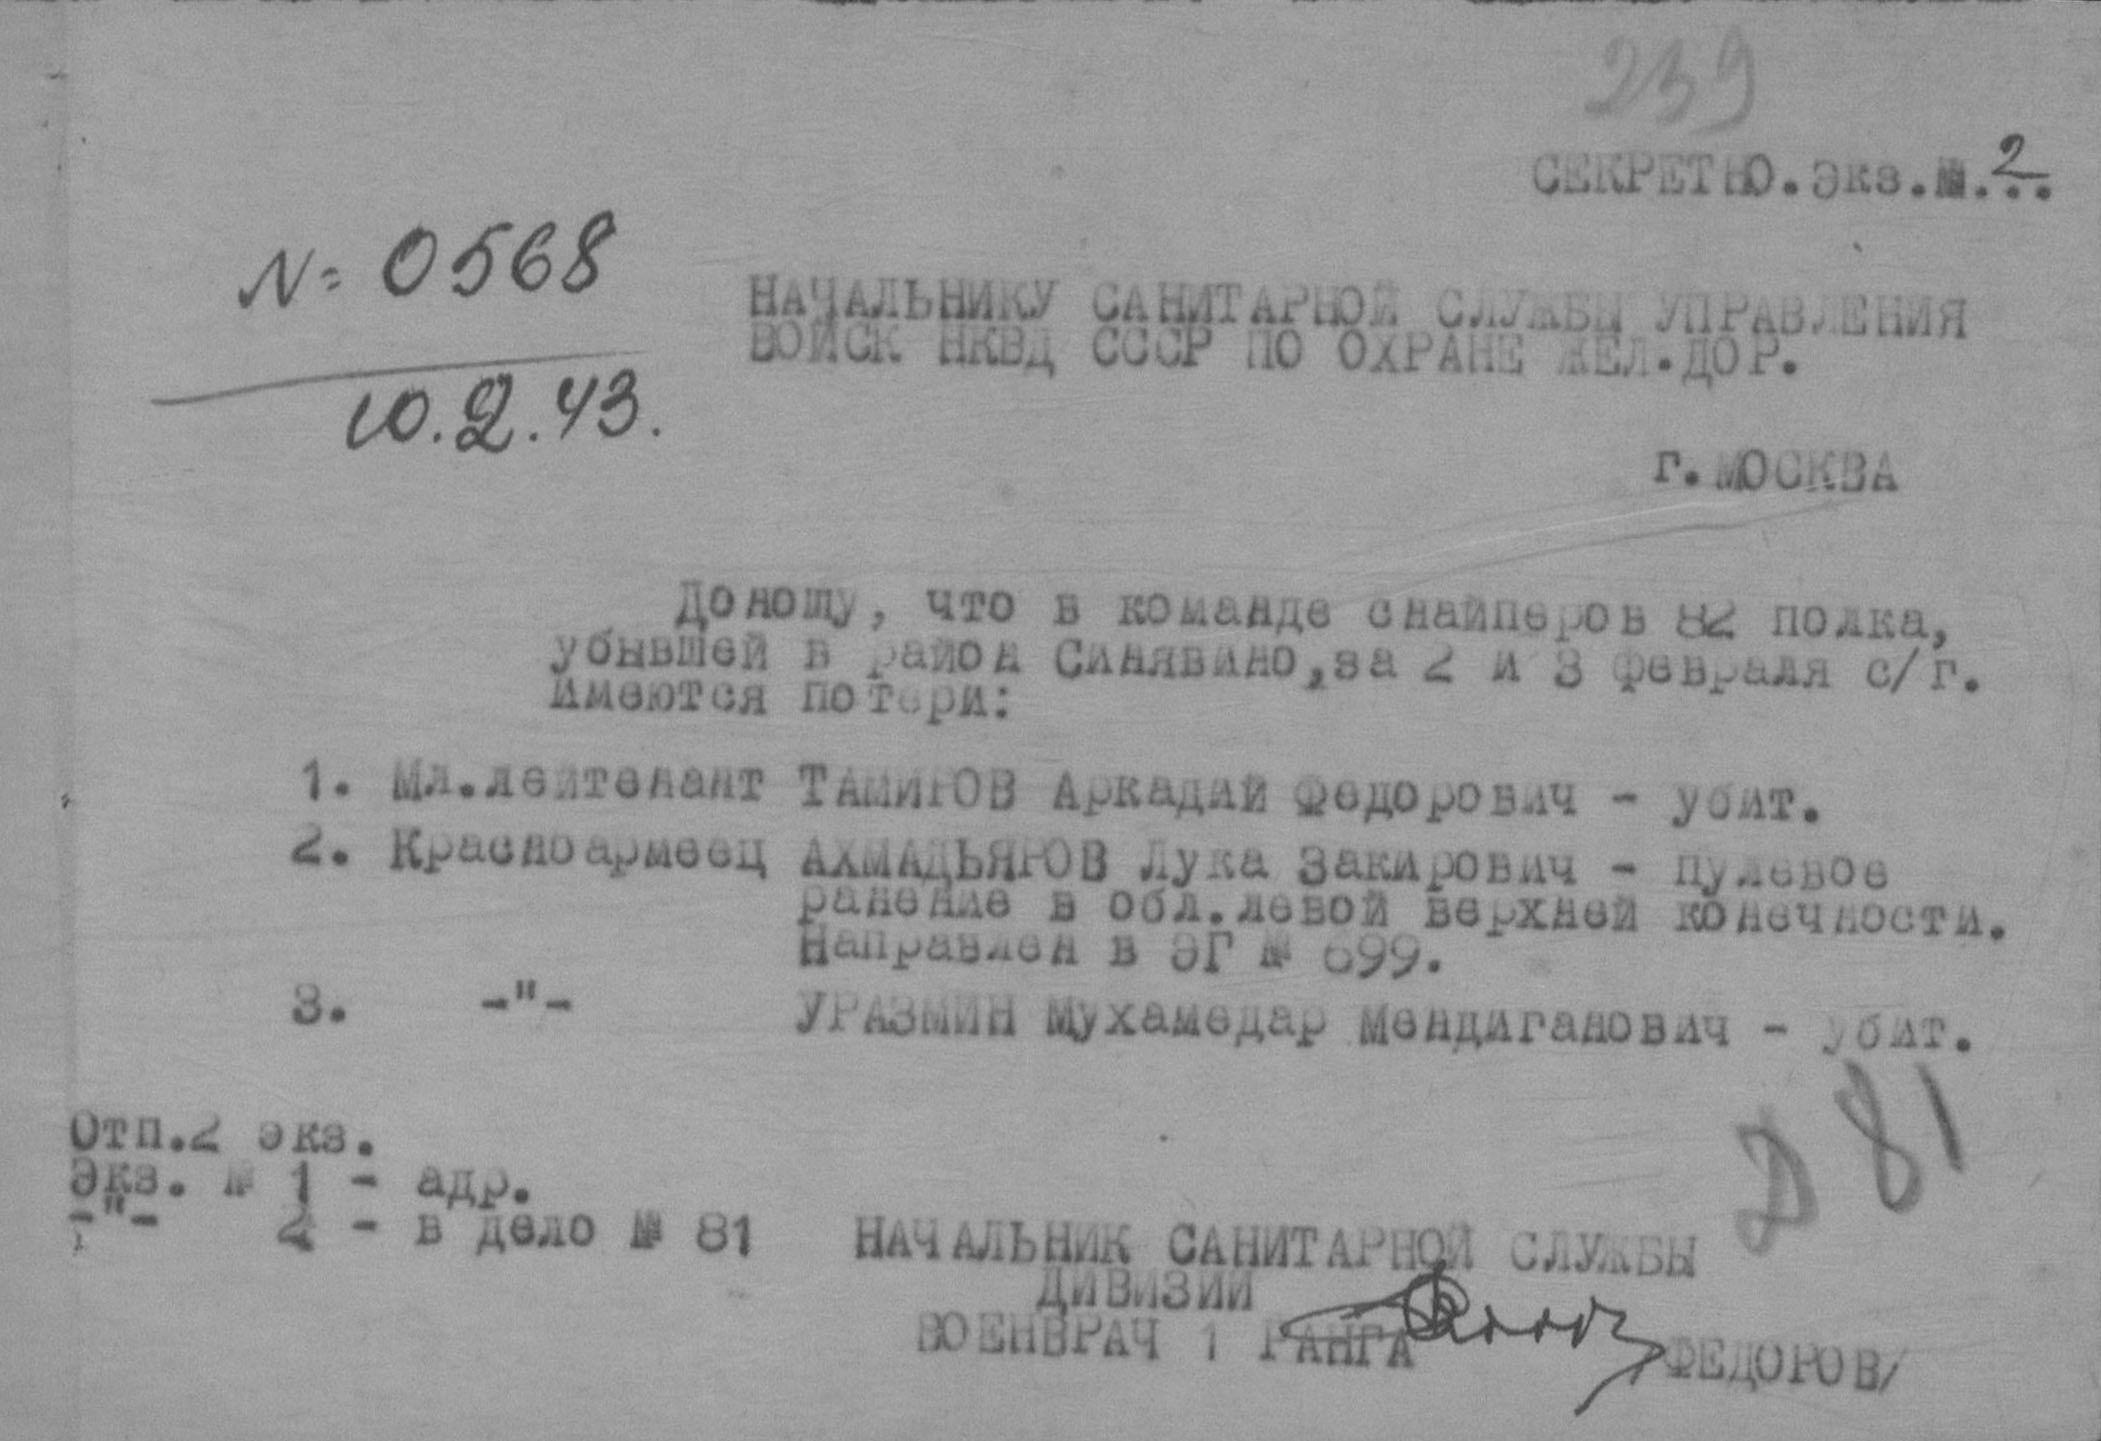 239
СЕКРЕТНО.экз.№.2..
№ 0568
10.2.43.
НАЧАЛЬНИКУ САНИТАРНОЙ СЛУЖБЫ УПРАВЛЕНИЯ
ВОЙСК НКВД СССР ПО ОХРАНЕ ЖЕЛ.ДОР.
г.МОСКВА
Доношу, что в команде снайперов 82 полка,
убывшей в район Синявино,за 2 и 3 февраля с/г.
имеются потери:
1. Мл.лейтенант ТАМИРОВ Аркадий Федорович - убит.
2. Красноармеец АХМАДЬЯРОВ Лука Закирович - пулевое
ранение в обл.левой верхней конечности.
Направлен в ЭГ № 699.
3. -"- УРАЗМИН Мухамедар Мендиганович - убит.
Д 81
Отп.2 экз.
Экз. № 1 - адр.
-"- 2 - в дело № 81
НАЧАЛЬНИК САНИТАРНОЙ СЛУЖБЫ
ДИВИЗИИ
ВОЕНВРАЧ 1 РАНГА ФЕДОРОВ/